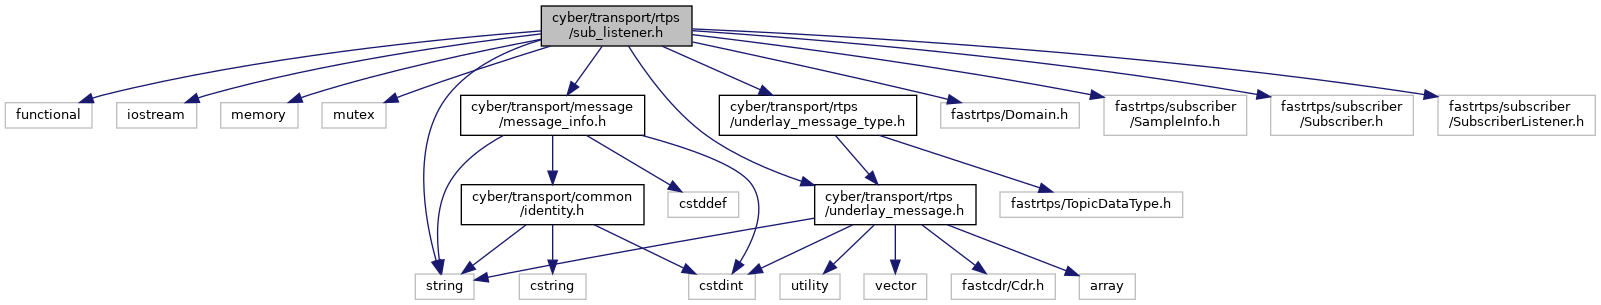 cyber/transport/rtps
/sub_listener.h
functional
iostream
memory
mutex
cyber/transport/message
/message_info.h
cyber/transport/rtps
/underlay_message_type.h
fastrtps/Domain.h
fastrtps/subscriber
/SampleInfo.h
fastrtps/subscriber
/Subscriber.h
fastrtps/subscriber
/SubscriberListener.h
cyber/transport/common
/identity.h
cstddef
cyber/transport/rtps
/underlay_message.h
fastrtps/TopicDataType.h
string
cstring
cstdint
utility
vector
fastcdr/Cdr.h
array